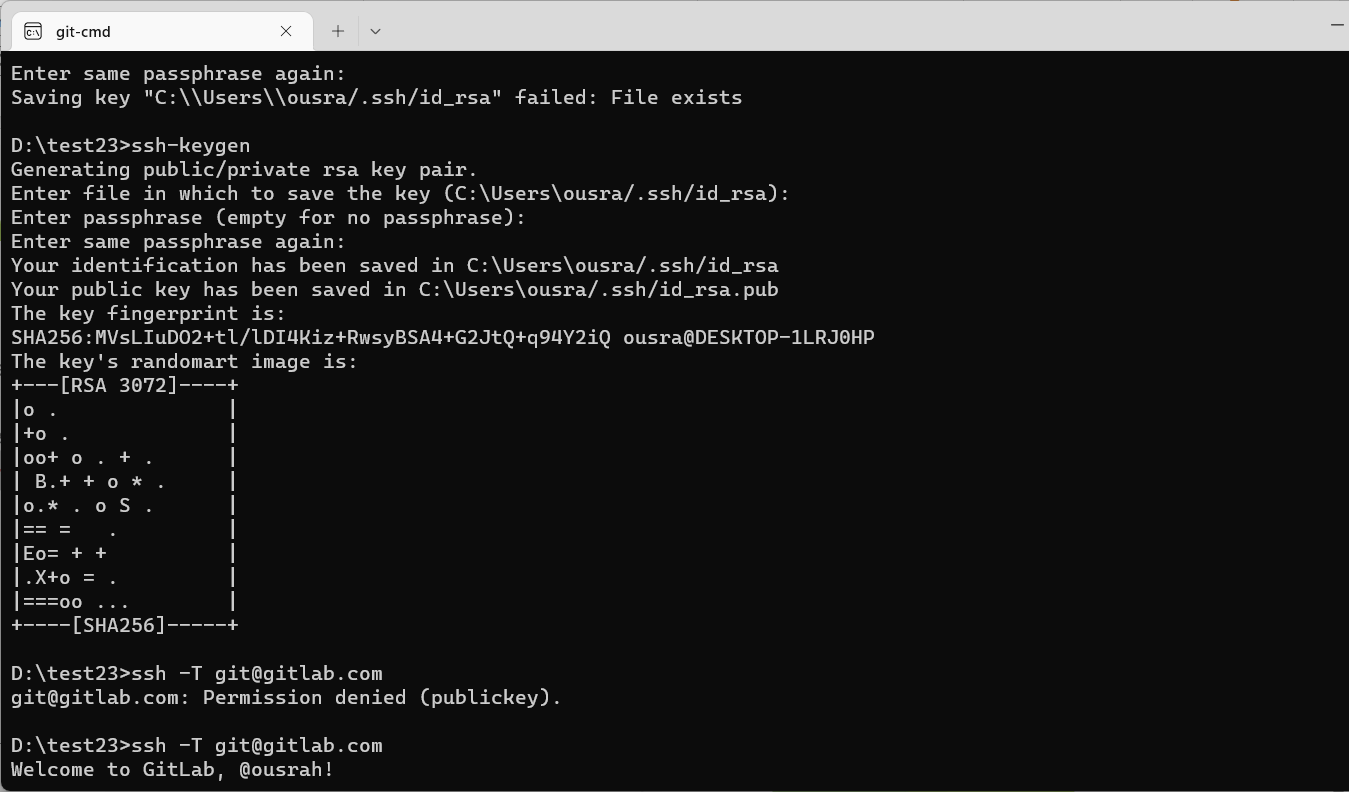 git-cmd
Enter same passphrase again:
Saving key "C:\\Users\\ousra/.ssh/id_rsa" failed: File exists
D:\test23>ssh-keygen
Generating public/private rsa key pair.
Enter file in which to save the key (C:\Users\ousra/.ssh/id_rsa):
Enter passphrase (empty for no passphrase):
Enter same passphrase again:
Your identification has been saved in C:\Users\ousra/.ssh/id_rsa
Your public key has been saved in C:\Users\ousra/.ssh/id_rsa.pub
The key fingerprint is:
SHA256:MVsLIuDO2+tl/lDI4Kiz+RwsyBSA4+G2JtQ+q94Y2iQ ousra@DESKTOP-1LRJ0HP
The key's randomart image is:
+---[RSA 3072]----+
|o .              |
|+o .             |
|oo+ o . + .      |
| B.+ + o * .     |
|o.* . o S .      |
|== =   .         |
|Eo= + +          |
|.X+o = .         |
|===oo ...        |
+----[SHA256]-----+
D:\test23>ssh -T git@gitlab.com
git@gitlab.com: Permission denied (publickey).
D:\test23>ssh -T git@gitlab.com
Welcome to GitLab, @ousrah!